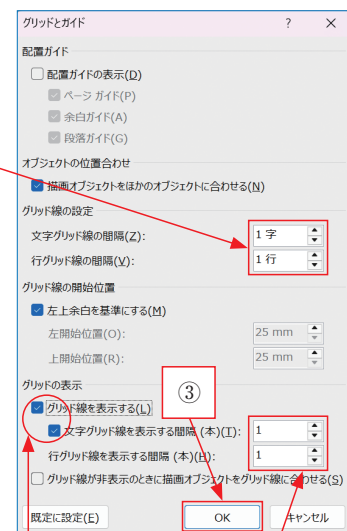 グリッドとガイド ? ×
配置ガイド
配置ガイドの表示(D)
ページ ガイド(P)
余白ガイド(A)
段落ガイド(G)
オブジェクトの位置合わせ
描画オブジェクトをほかのオブジェクトに合わせる(N)
グリッド線の設定
文字グリッド線の間隔(Z): 1 字
行グリッド線の間隔(V): 1 行
グリッド線の開始位置
左上余白を基準にする(M)
左開始位置(O): 25 mm
上開始位置(R): 25 mm
グリッドの表示
③
グリッド線を表示する(L)
文字グリッド線を表示する間隔 (本)(T): 1
行グリッド線を表示する間隔 (本)(H): 1
グリッド線が非表示のときに描画オブジェクトをグリッド線に合わせる(S)
既定に設定(E) OK キャンセル